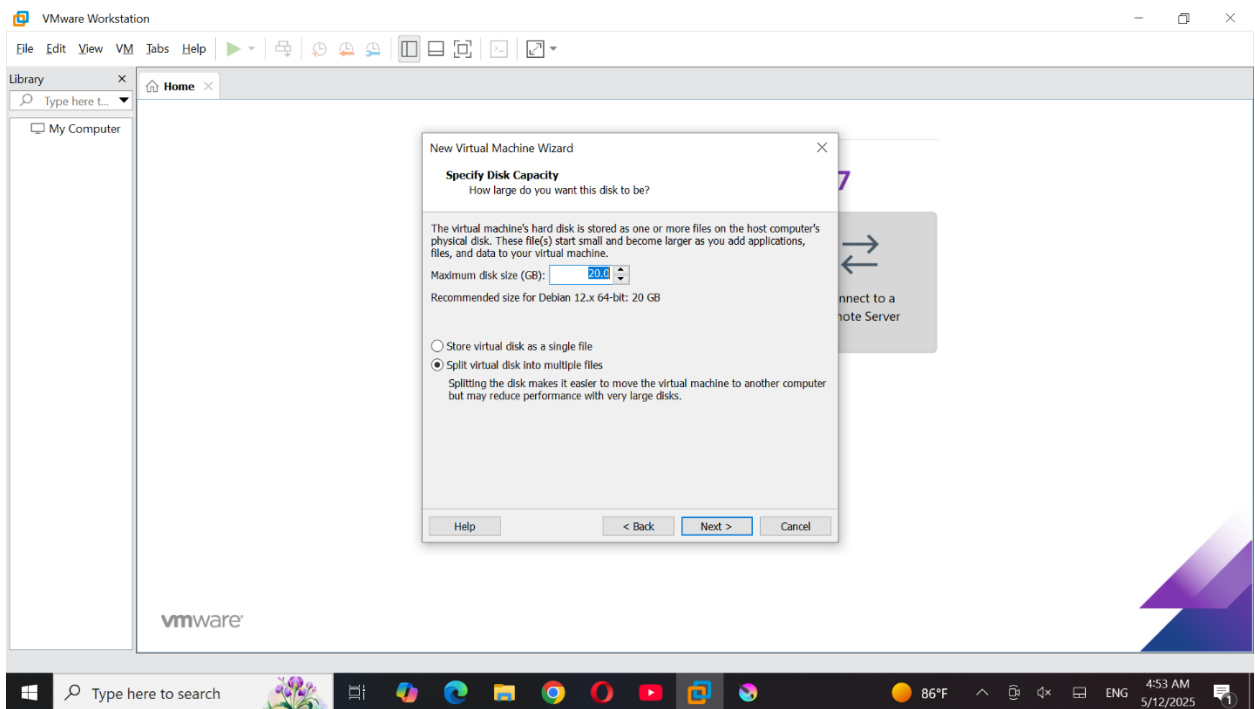 VMware Workstation
File Edit View VM Tabs Help
Library
Type here t...
Home
My Computer
New Virtual Machine Wizard
Specify Disk Capacity
How large do you want this disk to be?
7
The virtual machine's hard disk is stored as one or more files on the host computer's
physical disk. These file(s) start small and become larger as you add applications,
files, and data to your virtual machine.
Maximum disk size (GB): 20.0
Recommended size for Debian 12.x 64-bit: 20 GB
nnect to a
note Server
Store virtual disk as a single file
Split virtual disk into multiple files
Splitting the disk makes it easier to move the virtual machine to another computer
but may reduce performance with very large disks.
Help < Back Next > Cancel
vmware
Type here to search
86°F
ENG
4:53 AM
5/12/2025
1